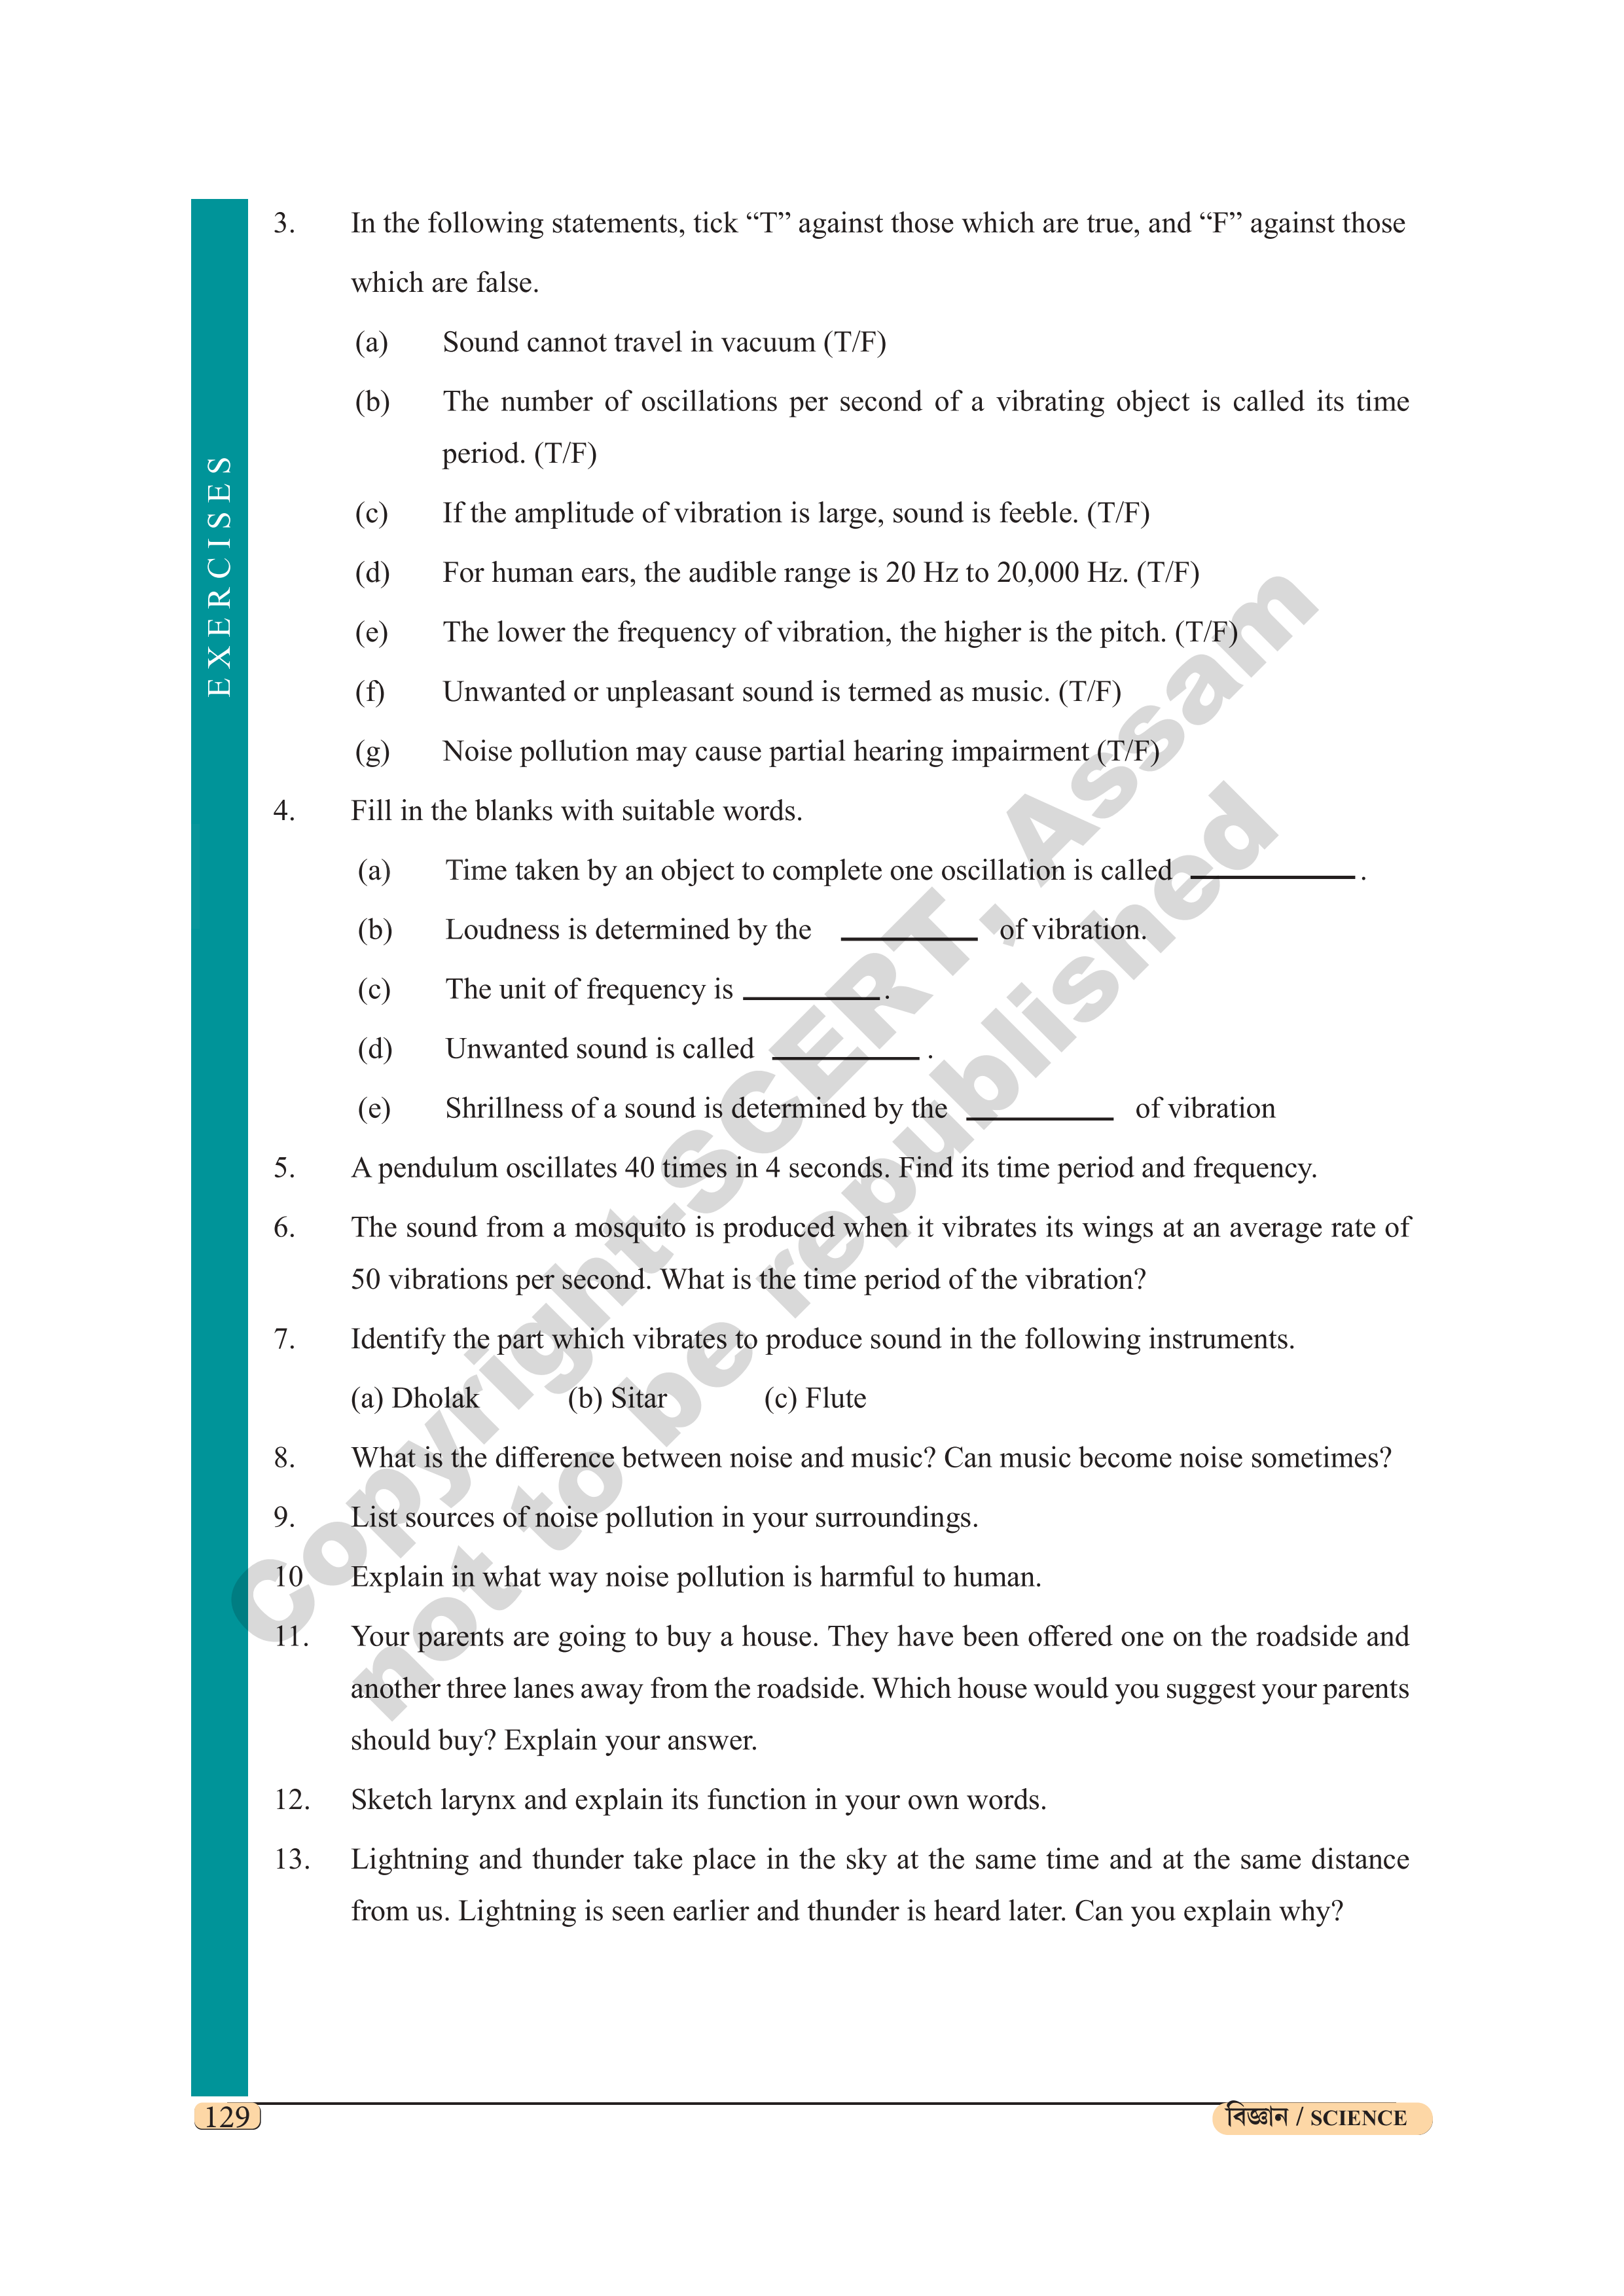 EXERCISES
3. In the following statements, tick “T” against those which are true, and “F” against those
which are false.
(a) Sound cannot travel in vacuum (T/F)
(b) The number of oscillations per second of a vibrating object is called its time
period. (T/F)
(c) If the amplitude of vibration is large, sound is feeble. (T/F)
(d) For human ears, the audible range is 20 Hz to 20,000 Hz. (T/F)
(e) The lower the frequency of vibration, the higher is the pitch. (T/F)
(f) Unwanted or unpleasant sound is termed as music. (T/F)
(g) Noise pollution may cause partial hearing impairment (T/F)
4. Fill in the blanks with suitable words.
(a) Time taken by an object to complete one oscillation is called __________ .
(b) Loudness is determined by the __________ of vibration.
(c) The unit of frequency is __________ .
(d) Unwanted sound is called __________ .
(e) Shrillness of a sound is determined by the __________ of vibration
5. A pendulum oscillates 40 times in 4 seconds. Find its time period and frequency.
6. The sound from a mosquito is produced when it vibrates its wings at an average rate of
50 vibrations per second. What is the time period of the vibration?
7. Identify the part which vibrates to produce sound in the following instruments.
(a) Dholak (b) Sitar (c) Flute
8. What is the difference between noise and music? Can music become noise sometimes?
9. List sources of noise pollution in your surroundings.
10 Explain in what way noise pollution is harmful to human.
11. Your parents are going to buy a house. They have been offered one on the roadside and
another three lanes away from the roadside. Which house would you suggest your parents
should buy? Explain your answer.
12. Sketch larynx and explain its function in your own words.
13. Lightning and thunder take place in the sky at the same time and at the same distance
from us. Lightning is seen earlier and thunder is heard later. Can you explain why?
Copyright-SCERT, Assam
not to be republished
129
বিজ্ঞান / SCIENCE